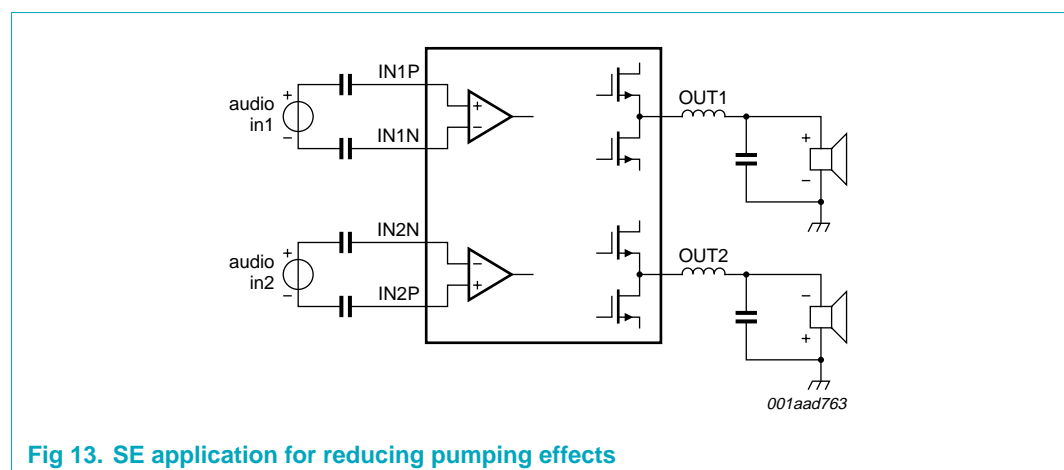 IN1P
audio
in1
+
−
IN1N
+
−
OUT1
+
−
IN2N
audio
in2
+
−
IN2P
−
+
OUT2
−
+
001aad763
Fig 13. SE application for reducing pumping effects